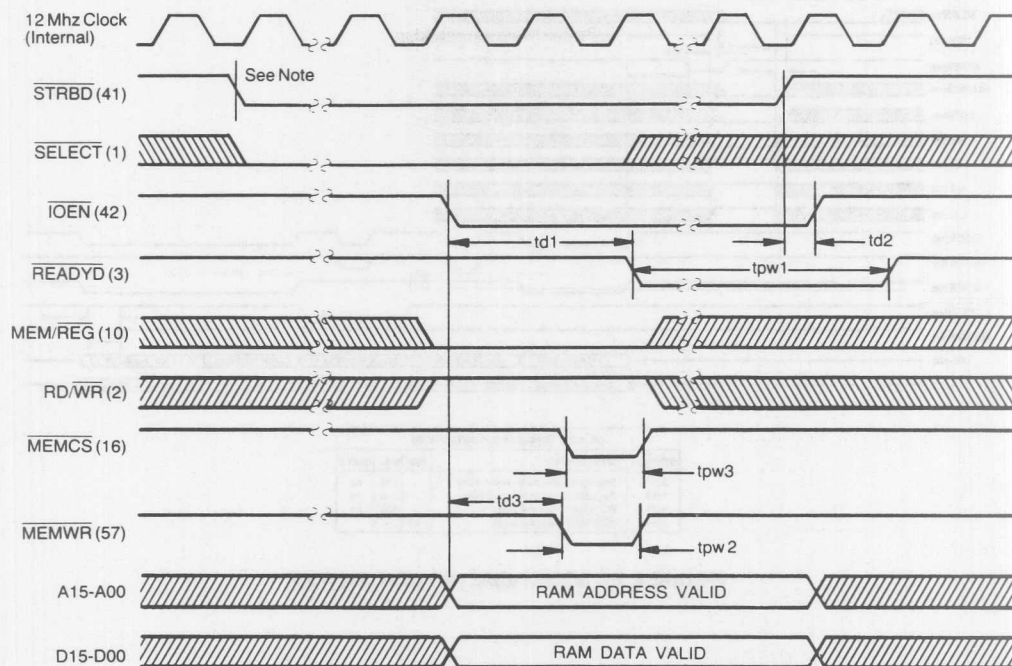 12 Mhz Clock
(Internal)
See Note
STRBD (41)
SELECT (1)
IOEN (42)
td1
td2
READYD (3)
tpw1
MEM/REG (10)
RD/WR (2)
MEMCS (16)
tpw3
td3
MEMWR (57)
tpw2
A15-A00
RAM ADDRESS VALID
D15-D00
RAM DATA VALID